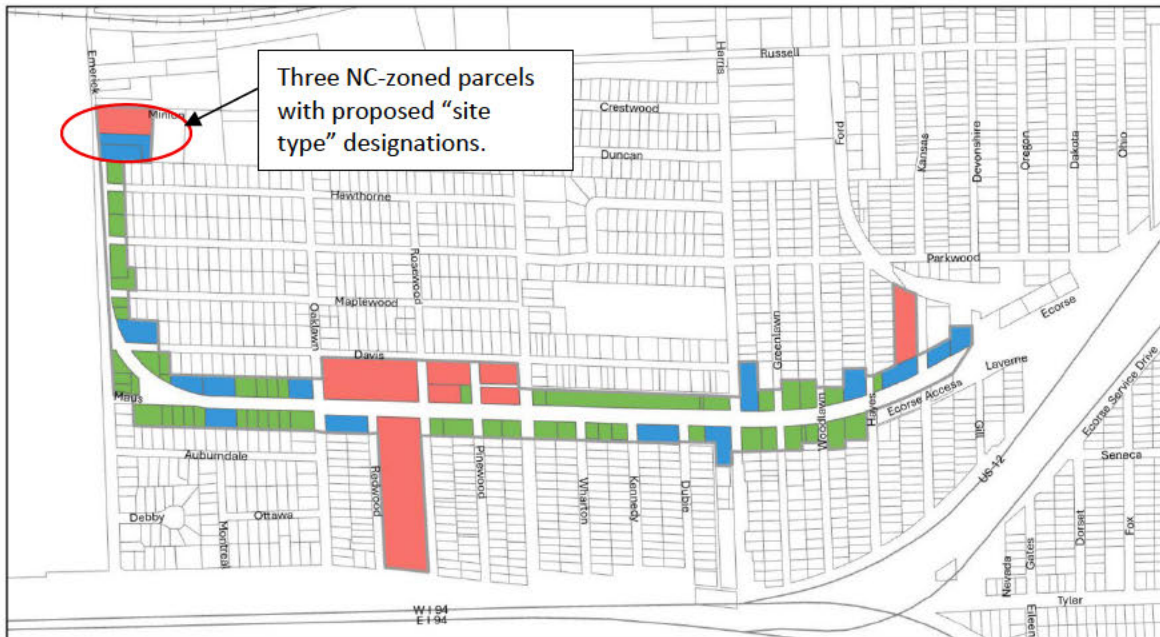 Emerick
Three NC-zoned parcels
with proposed “site
type” designations.
Harris
Russell
Minion
Crestwood
Ford
Duncan
Kansas
Devonshire
Oregon
Dakota
Ohio
Hawthorne
Rosewood
Parkwood
Oaklawn
Maplewood
Greenlawn
Ecorse
Davis
Laverne
Maus
Woodlawn
Hayes
Ecorse Access
Ecorse Service Drive
Gill
Auburndale
Redwood
Pinewood
Wharton
Kennedy
Dubie
US-12
Seneca
Debby
Montreal
Ottawa
Nevada
Gates
Dorset
Fox
Tyler
Eileen
W I 94
E I 94